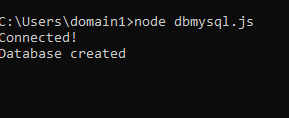 C:\Users\domain1>node dbmysql.js
Connected!
Database created